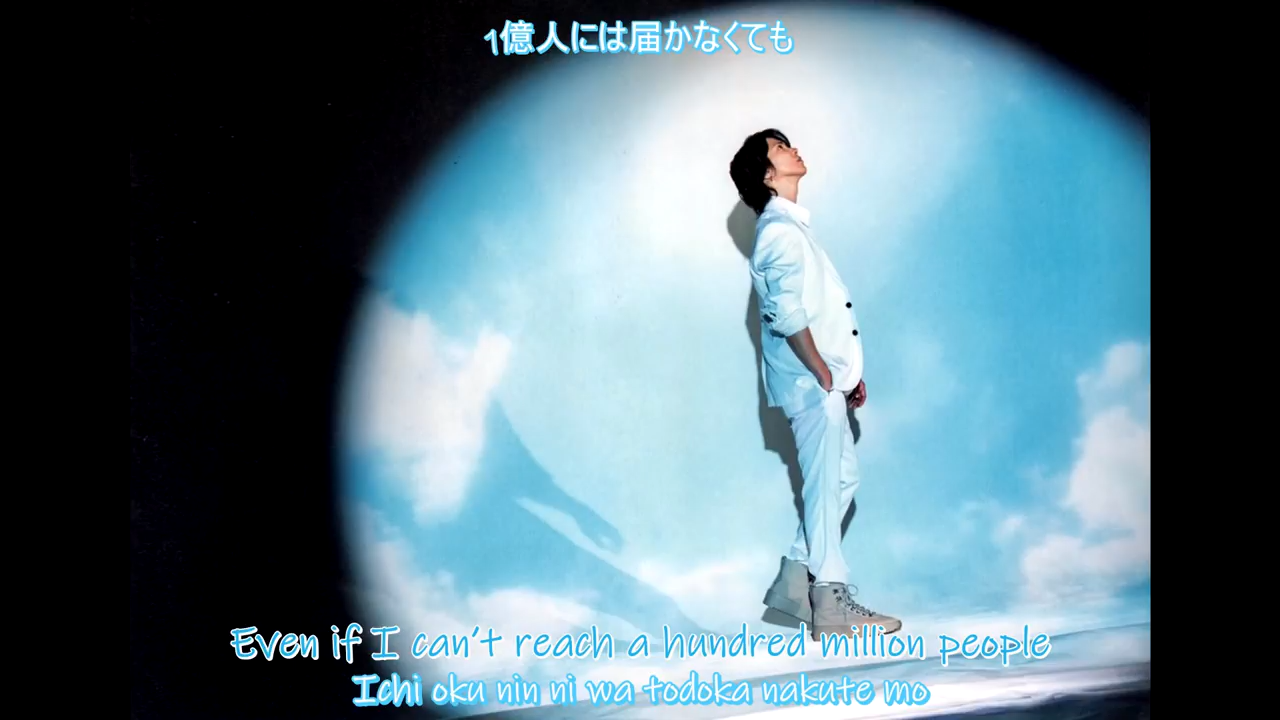 1億人には届かなくても
Even if I can't reach a hundred million people
Ichi oku nin ni wa todoka nakute mo